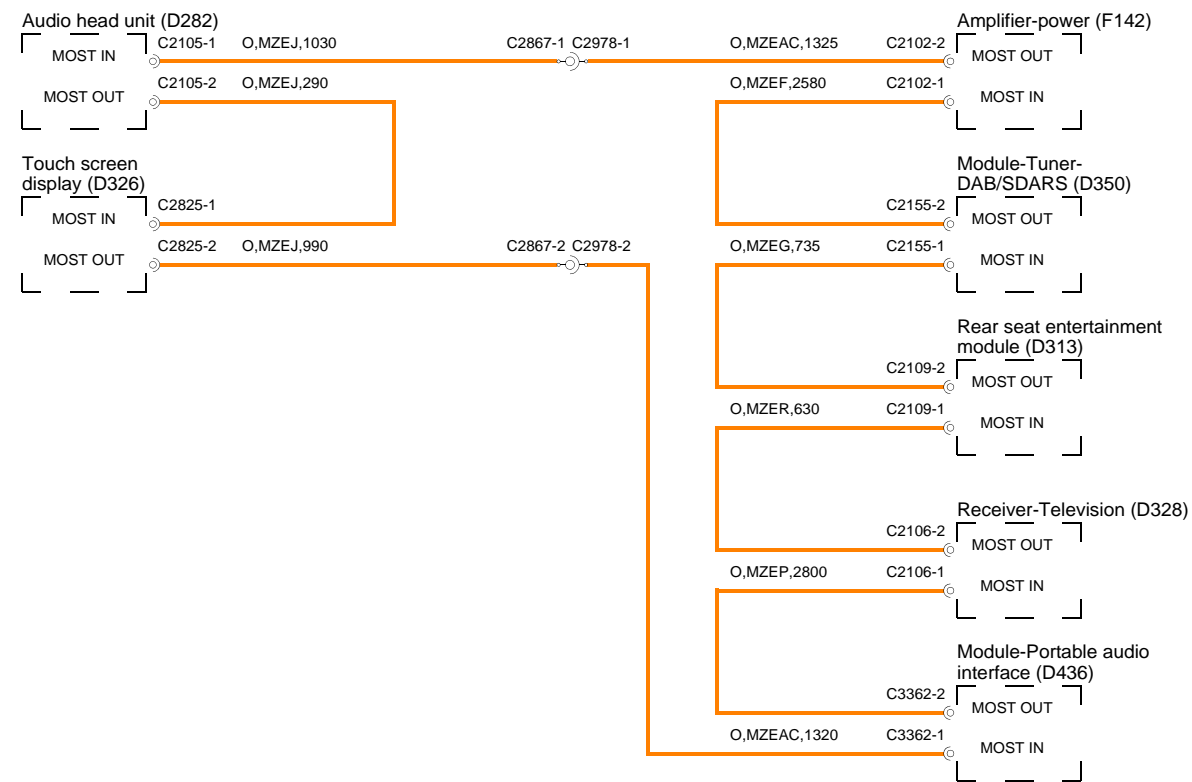 Audio head unit (D282)
MOST IN
C2105-1 O,MZEJ,1030 C2867-1 C2978-1
MOST OUT
C2105-2 O,MZEJ,290
Touch screen
display (D326)
MOST IN
C2825-1
MOST OUT
C2825-2 O,MZEJ,990 C2867-2 C2978-2
Amplifier-power (F142)
O,MZEAC,1325 C2102-2
MOST OUT
O,MZEF,2580 C2102-1
MOST IN
Module-Tuner-
DAB/SDARS (D350)
C2155-2
MOST OUT
O,MZEG,735 C2155-1
MOST IN
Rear seat entertainment
module (D313)
C2109-2
MOST OUT
O,MZER,630 C2109-1
MOST IN
Receiver-Television (D328)
C2106-2
MOST OUT
O,MZEP,2800 C2106-1
MOST IN
Module-Portable audio
interface (D436)
C3362-2
MOST OUT
O,MZEAC,1320 C3362-1
MOST IN